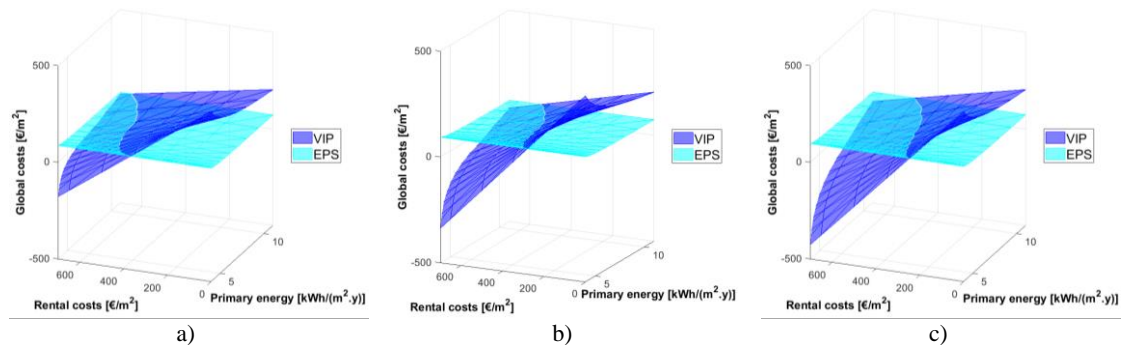 500
0
-500
Global costs [€/m²]
600
400
200
0
Rental costs [€/m²]
5
10
Primary energy [kWh/(m².y)]
VIP
EPS
a)
500
0
-500
Global costs [€/m²]
600
400
200
0
Rental costs [€/m²]
5
10
Primary energy [kWh/(m².y)]
VIP
EPS
b)
500
0
-500
Global costs [€/m²]
600
400
200
0
Rental costs [€/m²]
5
10
Primary energy [kWh/(m².y)]
VIP
EPS
c)